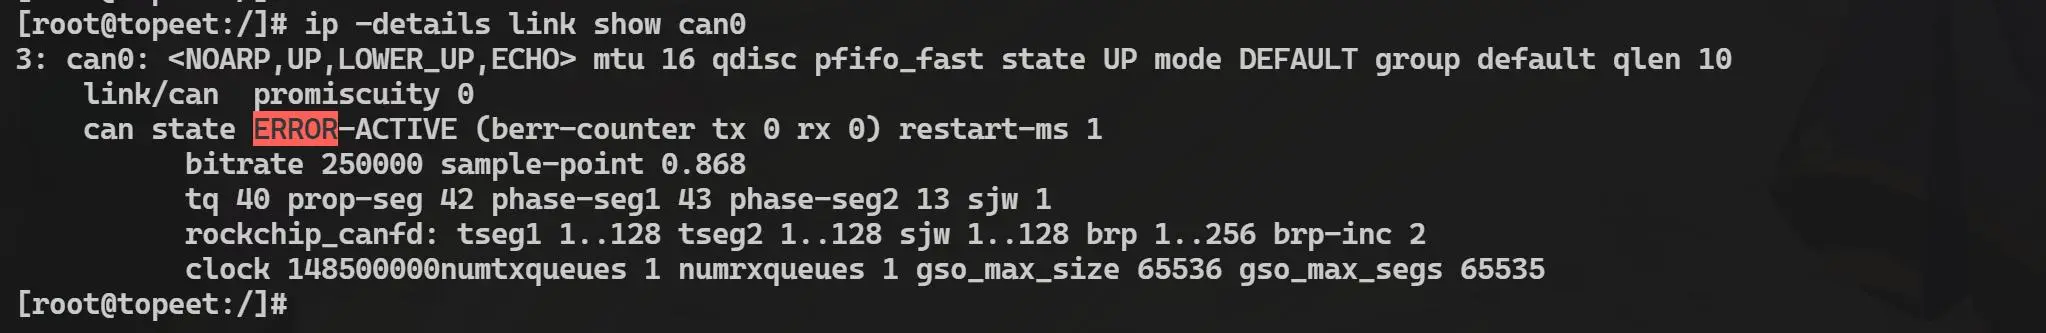 [root@topeet:/]# ip -details link show can0
3: can0: <NOARP,UP,LOWER_UP,ECHO> mtu 16 qdisc pfifo_fast state UP mode DEFAULT group default qlen 10
    link/can  promiscuity 0
    can state ERROR-ACTIVE (berr-counter tx 0 rx 0) restart-ms 1
          bitrate 250000 sample-point 0.868
          tq 40 prop-seg 42 phase-seg1 43 phase-seg2 13 sjw 1
          rockchip_canfd: tseg1 1..128 tseg2 1..128 sjw 1..128 brp 1..256 brp-inc 2
          clock 148500000numtxqueues 1 numrxqueues 1 gso_max_size 65536 gso_max_segs 65535
[root@topeet:/]#